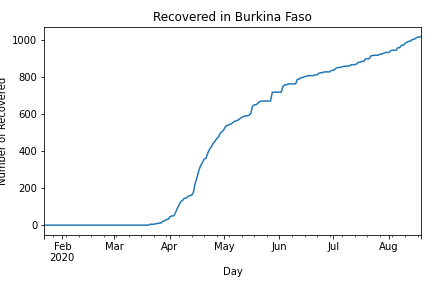 Recovered in Burkina Faso
Number of Recovered
1000
800
600
400
200
0
Feb Mar Apr May Jun Jul Aug
2020
Day